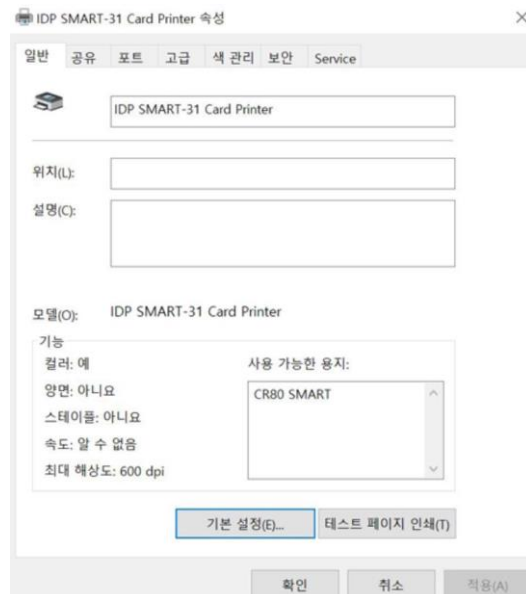 IDP SMART-31 Card Printer 속성
일반 공유 포트 고급 색 관리 보안 Service
IDP SMART-31 Card Printer
위치(L):
설명(C):
모델(O): IDP SMART-31 Card Printer
기능
컬러: 예 사용 가능한 용지:
양면: 아니요 CR80 SMART
스테이플: 아니요
속도: 알 수 없음
최대 해상도: 600 dpi
기본 설정(E)... 테스트 페이지 인쇄(T)
확인 취소 적용(A)